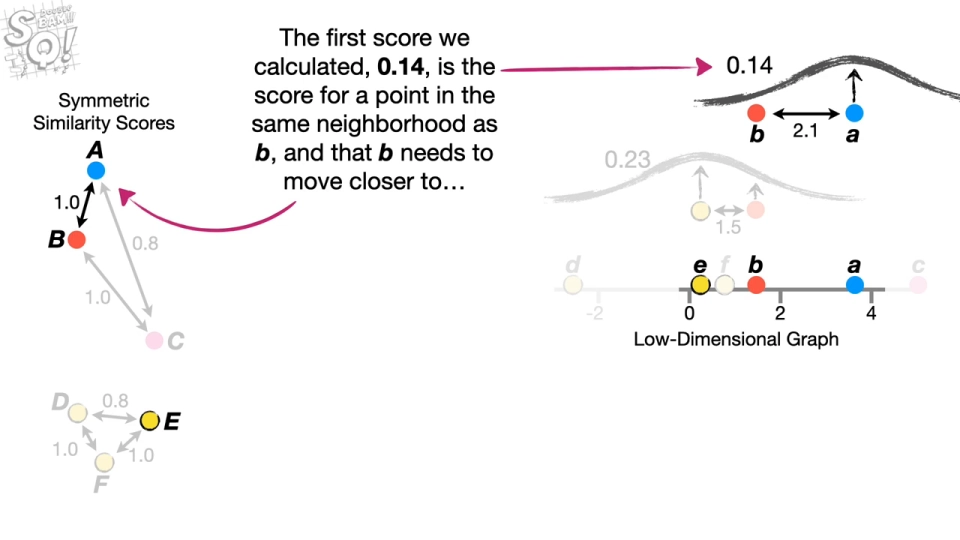 S
BAM!!
Q!
The first score we
calculated, 0.14, is the
score for a point in the
same neighborhood as
b, and that b needs to
move closer to…
Symmetric
Similarity Scores
A
1.0
B
0.8
1.0
C
D
0.8
E
1.0
1.0
F
0.14
b
2.1
a
0.23
1.5
d
e
f
b
a
c
-2
0
2
4
Low-Dimensional Graph